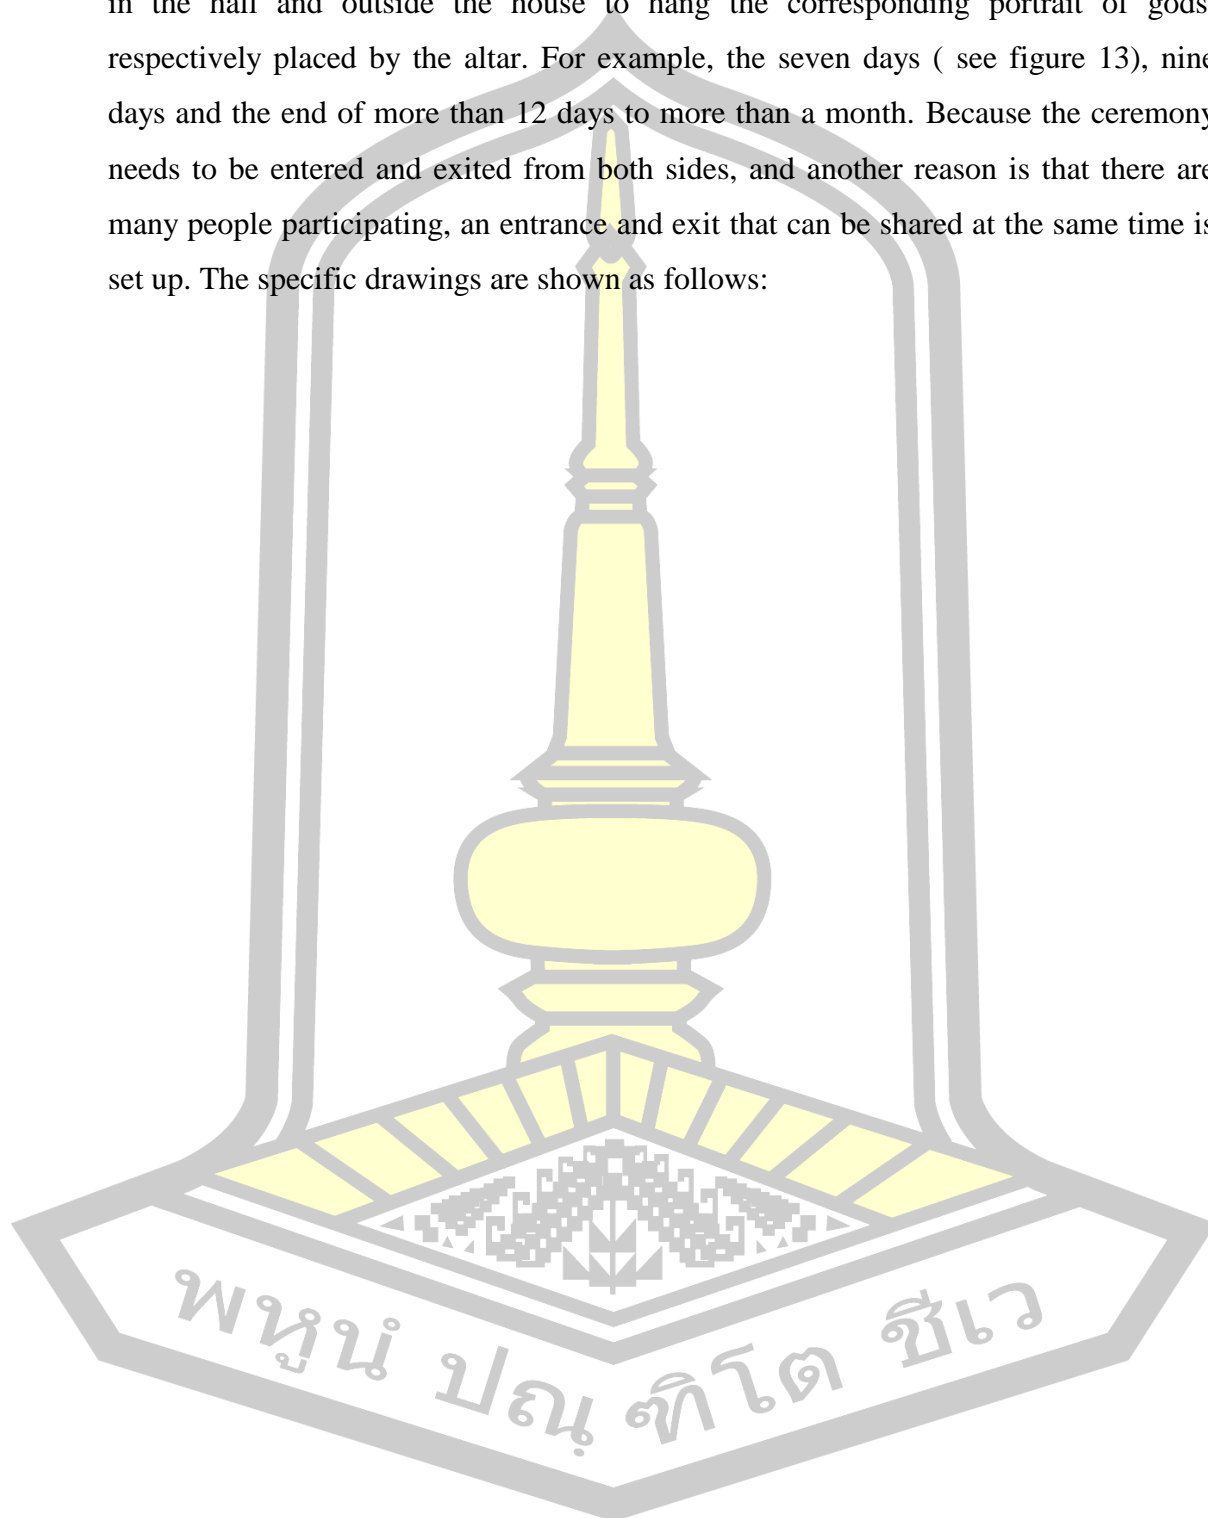 in the hall and outside the house to hang the corresponding portrait of gods,
respectively placed by the altar. For example, the seven days ( see figure 13), nine
days and the end of more than 12 days to more than a month. Because the ceremony
needs to be entered and exited from both sides, and another reason is that there are
many people participating, an entrance and exit that can be shared at the same time is
set up. The specific drawings are shown as follows:
พหูนํ ปณฺฑิโต ชีเว